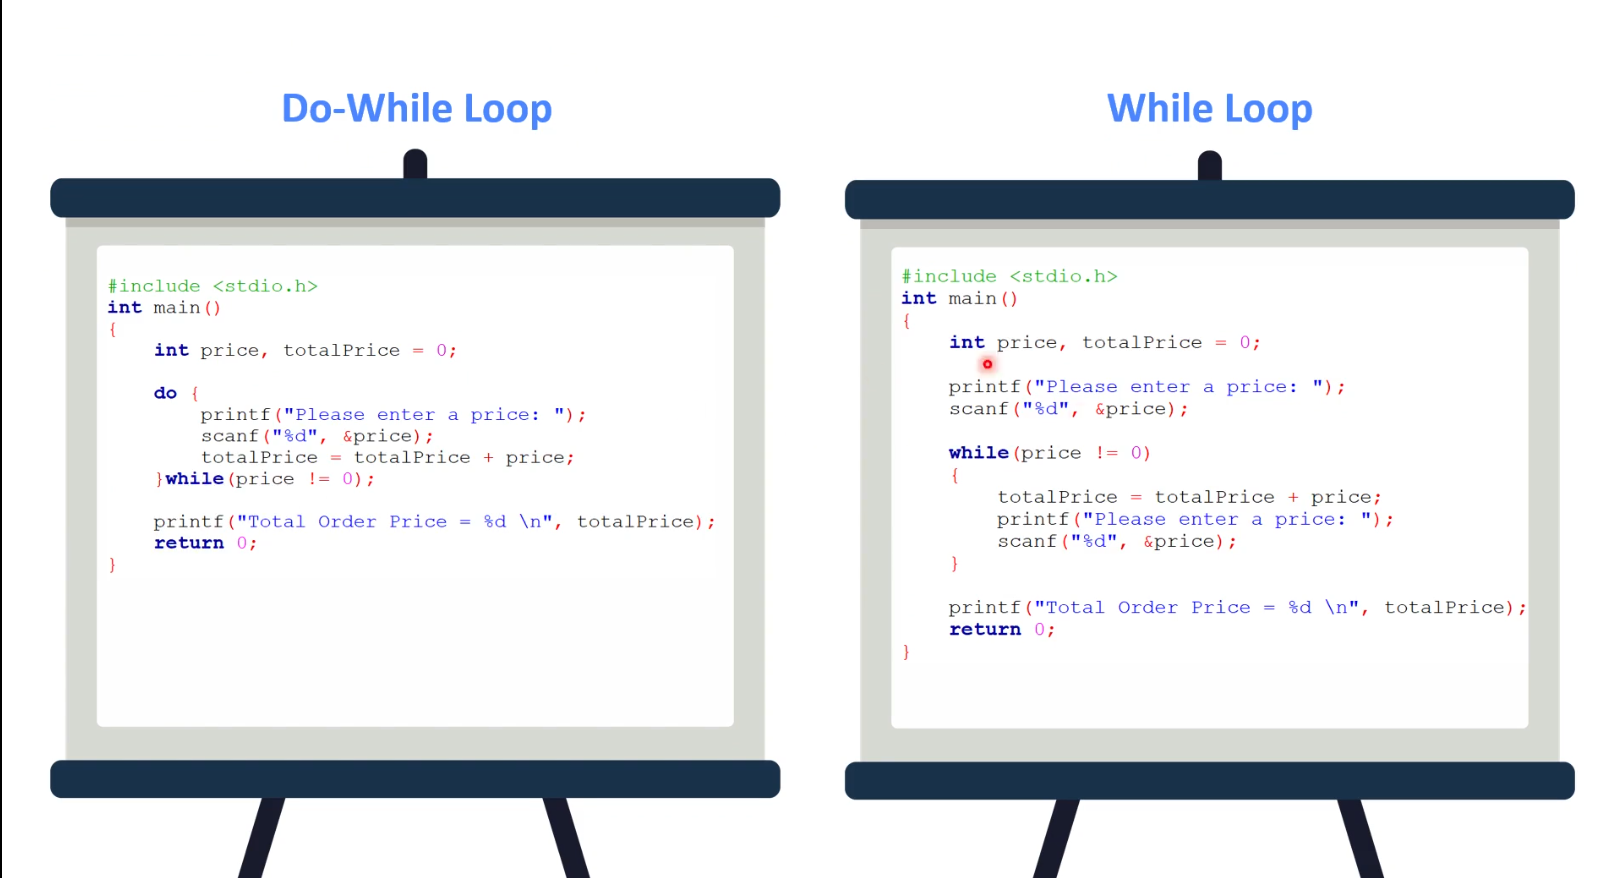 Do-While Loop
#include <stdio.h>
int main()
{
int price, totalPrice = 0;
do {
printf("Please enter a price: ");
scanf("%d", &price);
totalPrice = totalPrice + price;
}while(price != 0);
printf("Total Order Price = %d \n", totalPrice);
return 0;
}
While Loop
#include <stdio.h>
int main()
{
int price, totalPrice = 0;
printf("Please enter a price: ");
scanf("%d", &price);
while(price != 0)
{
totalPrice = totalPrice + price;
printf("Please enter a price: ");
scanf("%d", &price);
}
printf("Total Order Price = %d \n", totalPrice);
return 0;
}